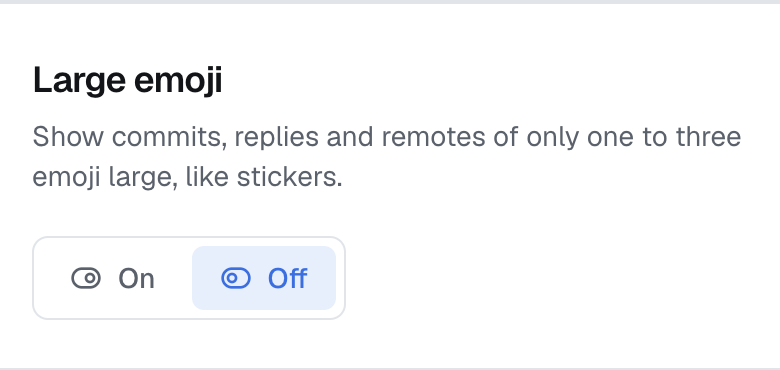 Large emoji
Show commits, replies and remotes of only one to three
emoji large, like stickers.
On Off